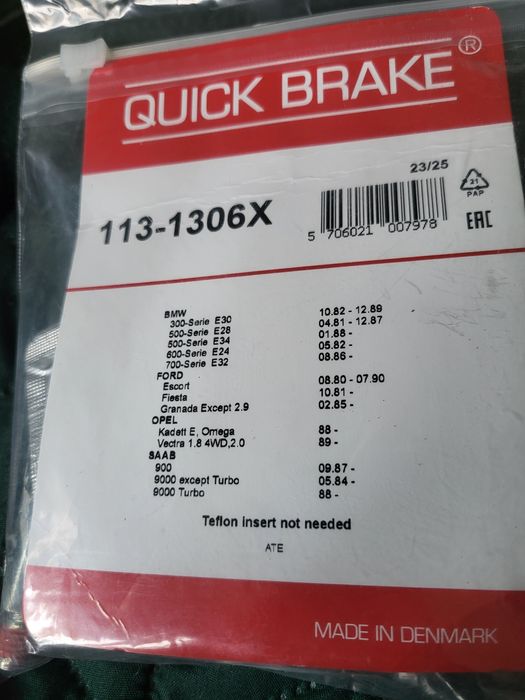 QUICK BRAKE®
23/25
113-1306X
5 706021 007978
21
PAP
EAC
BMW
300-Serie E30 10.82 - 12.89
500-Serie E28 04.81 - 12.87
500-Serie E34 01.88 -
600-Serie E24 05.82 -
700-Serie E32 08.86 -
FORD
Escort 08.80 - 07.90
Fiesta 10.81 -
Granada Except 2.9 02.85 -
OPEL
Kadett E, Omega 88 -
Vectra 1.8 4WD,2.0 89 -
SAAB
900 09.87 -
9000 except Turbo 05.84 -
9000 Turbo 88 -
Teflon insert not needed
ATE
MADE IN DENMARK